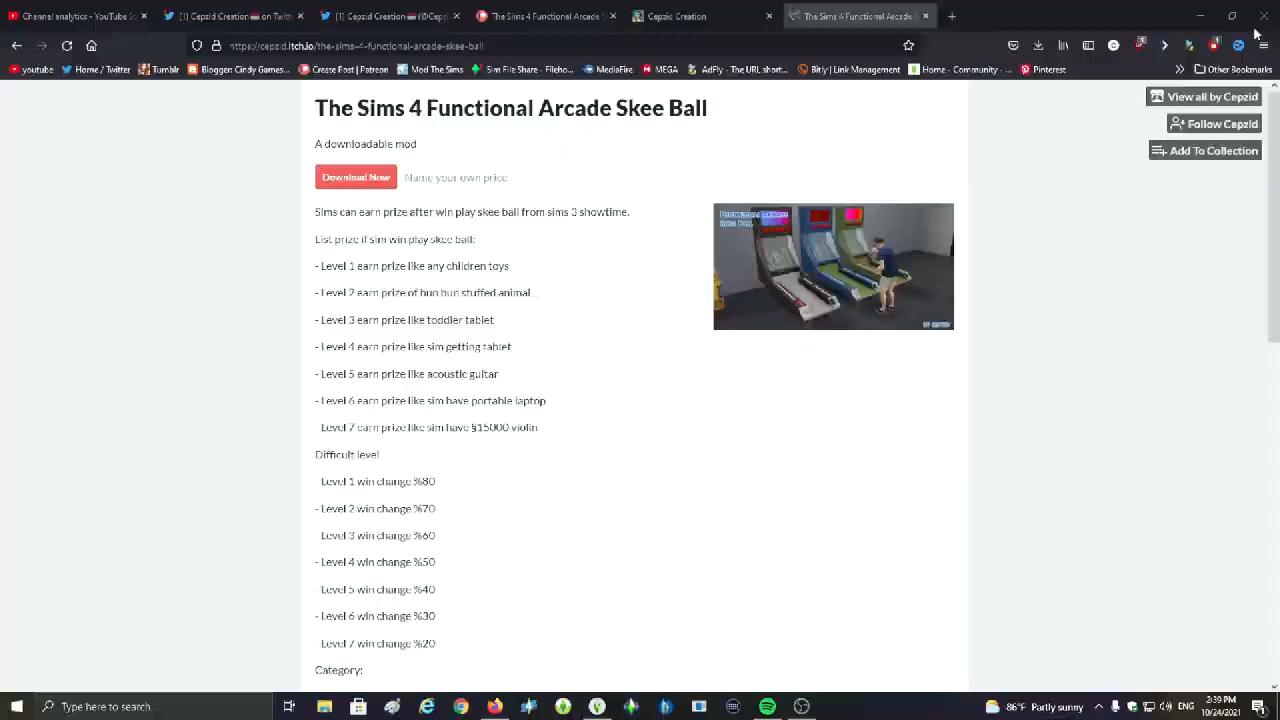 Channel analytics - YouTube St
(1) Cepzid Creation on Twitt
(1) Cepzid Creation (@Cepz
The Sims 4 Functional Arcade S
Cepzid Creation
The Sims 4 Functional Arcade
https://cepzid.itch.io/the-sims-4-functional-arcade-skee-ball
youtube
Home / Twitter
Tumblr
Blogger: Cindy Games:...
Create Post | Patreon
Mod The Sims
Sim File Share - Fileho...
MediaFire
MEGA
AdFly - The URL short...
Bitly | Link Management
Home - Community - ...
Pinterest
Other Bookmarks
The Sims 4 Functional Arcade Skee Ball
View all by Cepzid
Follow Cepzid
Add To Collection
A downloadable mod
Download Now
Name your own price
Sims can earn prize after win play skee ball from sims 3 showtime.
List prize if sim win play skee ball:
- Level 1 earn prize like any children toys
- Level 2 earn prize of bun bun stuffed animal
- Level 3 earn prize like toddler tablet
- Level 4 earn prize like sim getting tablet
- Level 5 earn prize like acoustic guitar
- Level 6 earn prize like sim have portable laptop
- Level 7 earn prize like sim have §15000 violin
Difficult level
- Level 1 win change %80
- Level 2 win change %70
- Level 3 win change %60
- Level 4 win change %50
- Level 5 win change %40
- Level 6 win change %30
- Level 7 win change %20
Category:
Type here to search
86°F Partly sunny
ENG
2:39 PM
10/24/2021